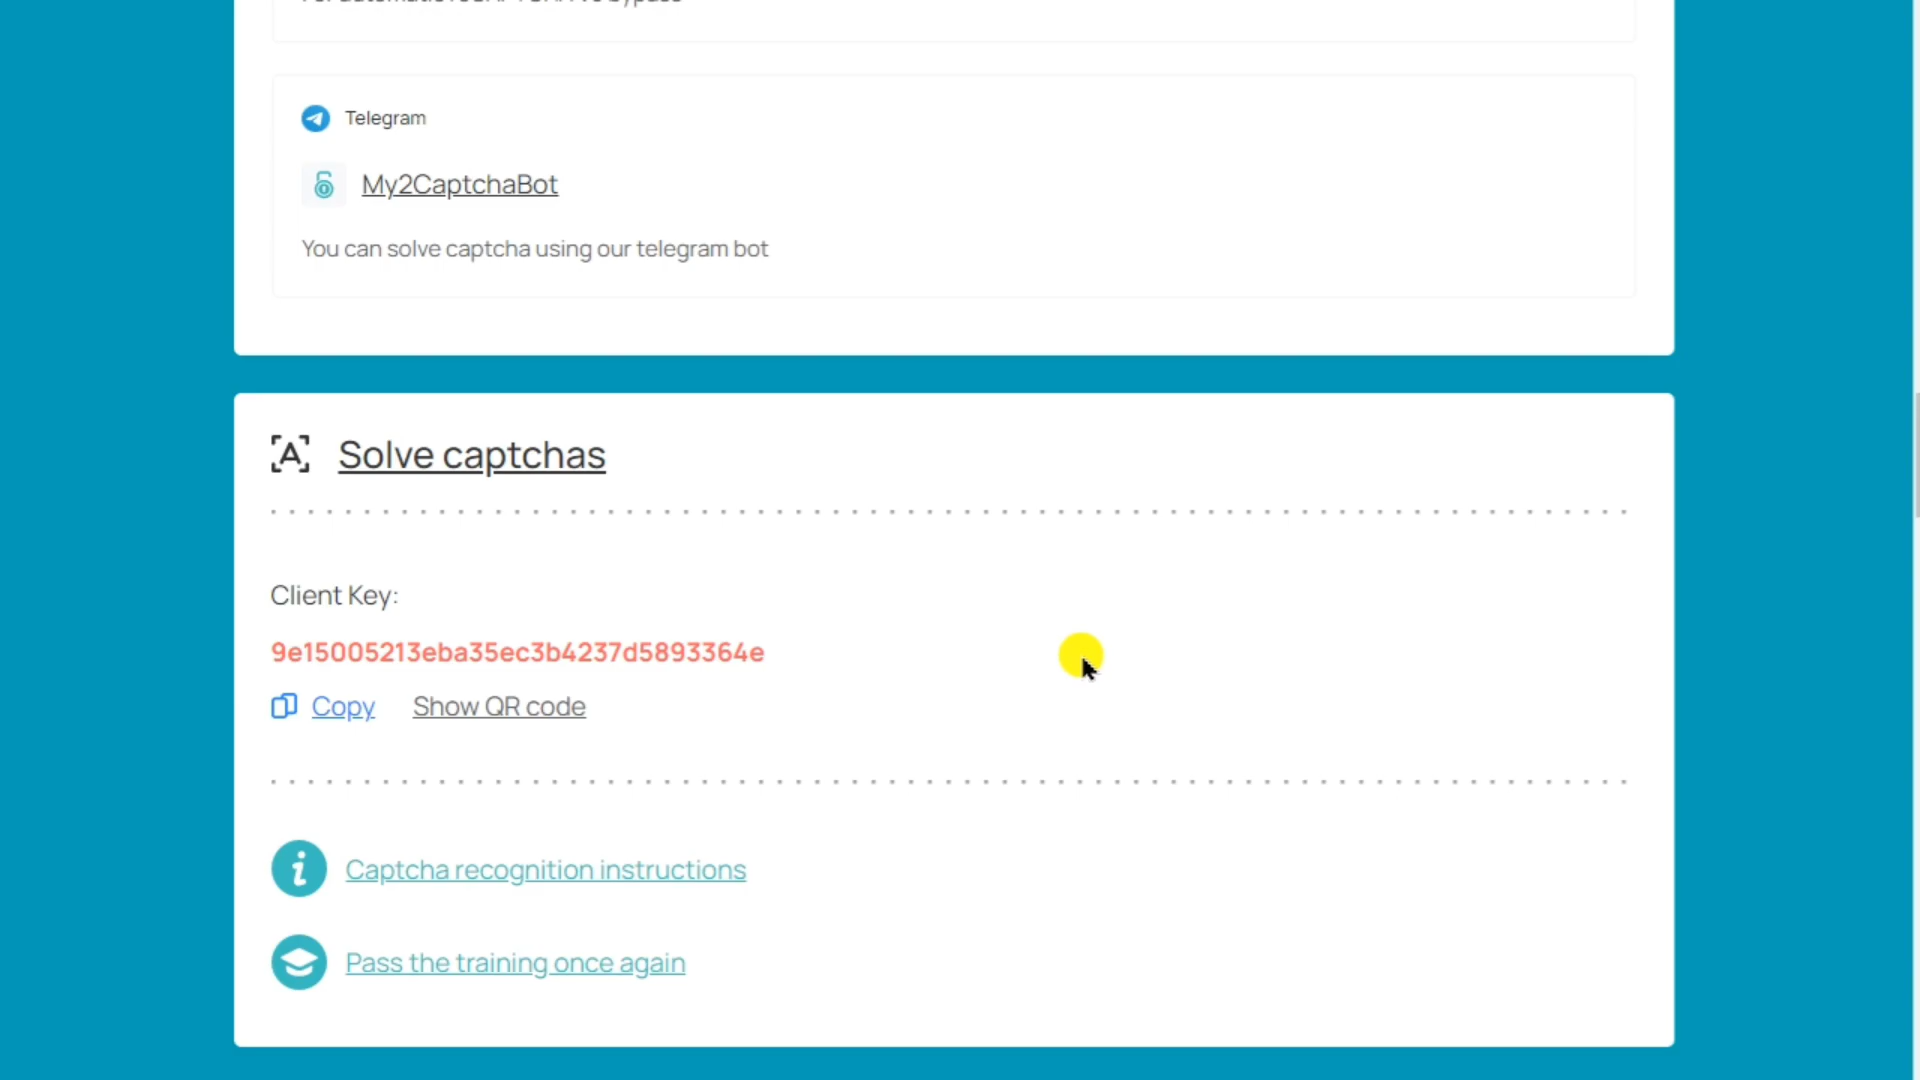 Telegram
My2CaptchaBot
You can solve captcha using our telegram bot
Solve captchas
Client Key:
9e15005213eba35ec3b4237d5893364e
Copy Show QR code
Captcha recognition instructions
Pass the training once again